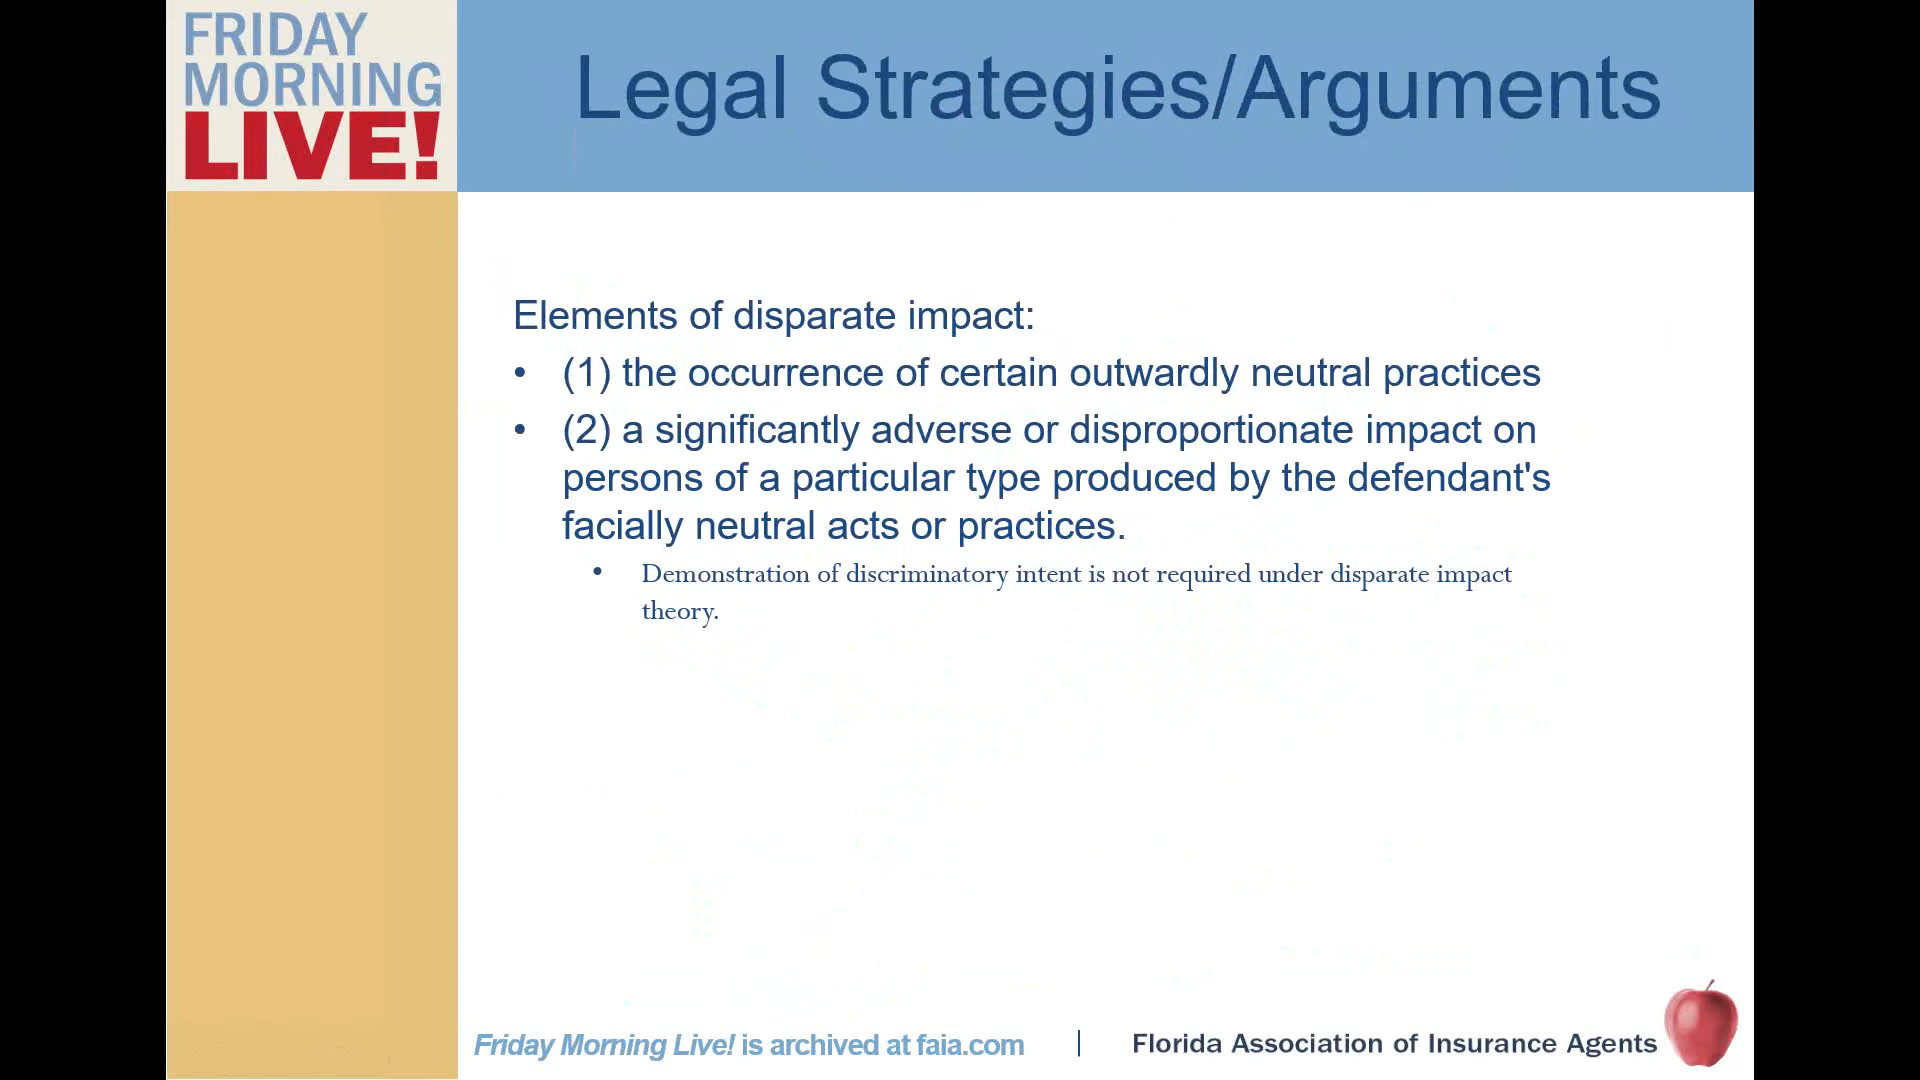 FRIDAY
MORNING
LIVE!
Legal Strategies/Arguments
Elements of disparate impact:
• (1) the occurrence of certain outwardly neutral practices
• (2) a significantly adverse or disproportionate impact on
persons of a particular type produced by the defendant's
facially neutral acts or practices.
• Demonstration of discriminatory intent is not required under disparate impact
theory.
Friday Morning Live! is archived at faia.com | Florida Association of Insurance Agents